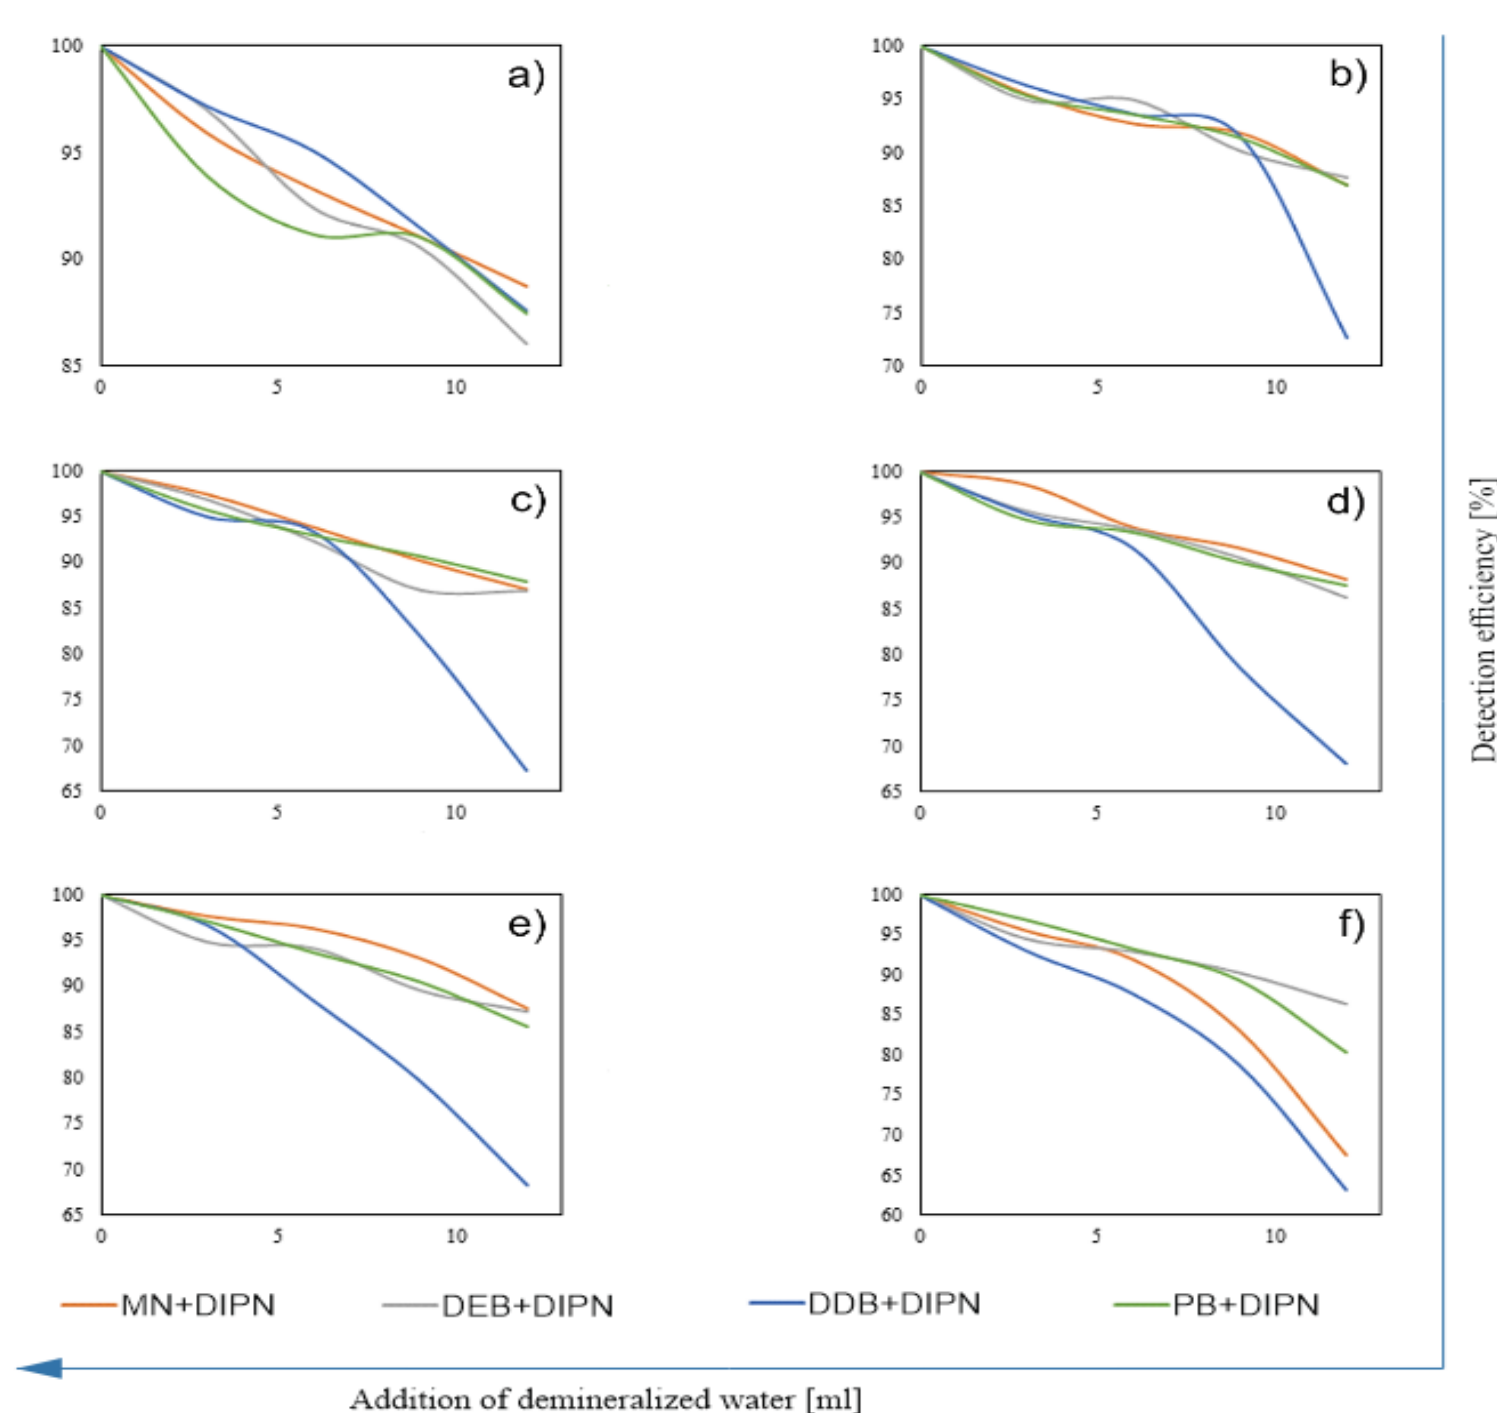 100
95
90
85
0 5 10
a)
100
95
90
85
80
75
70
0 5 10
b)
100
95
90
85
80
75
70
65
0 5 10
c)
100
95
90
85
80
75
70
65
0 5 10
d)
100
95
90
85
80
75
70
65
0 5 10
e)
100
95
90
85
80
75
70
65
60
0 5 10
f)
Detection efficiency [%]
MN+DIPN DEB+DIPN DDB+DIPN PB+DIPN
Addition of demineralized water [ml]